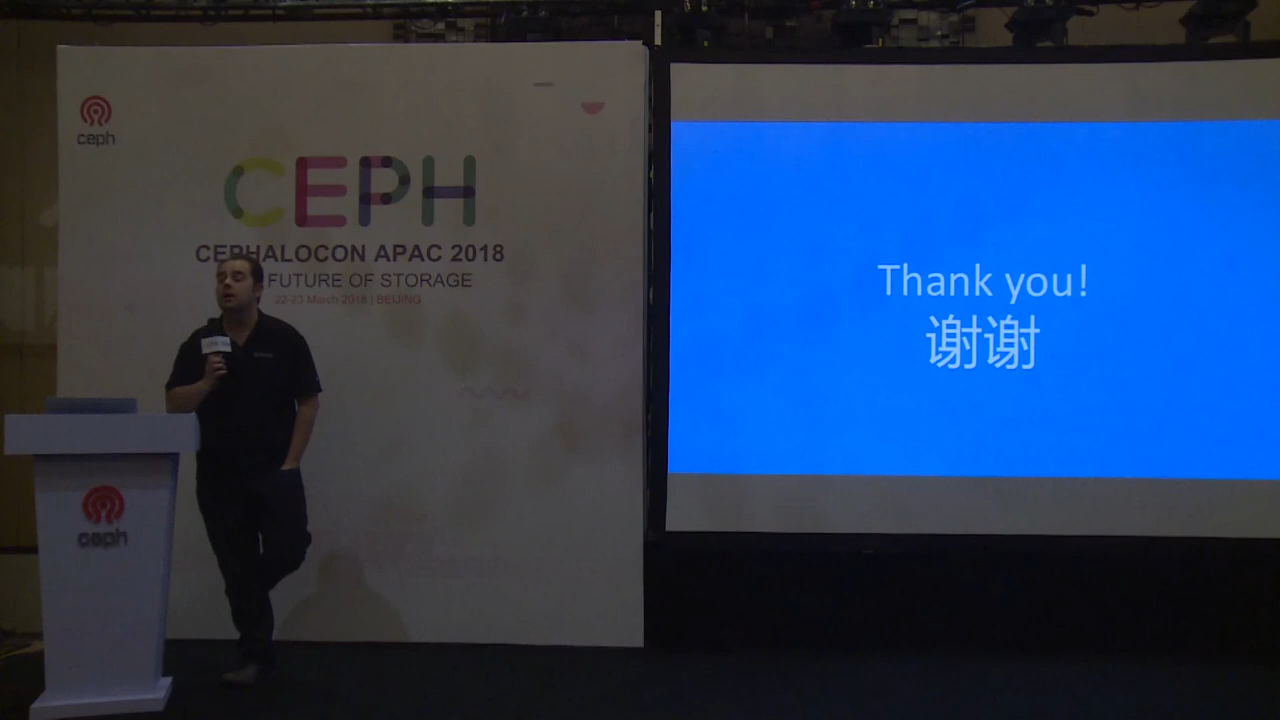 ceph
CEPH
CEPHALOCON APAC 2018
FUTURE OF STORAGE
22-23 March 2018 | BEIJING
ceph
Thank you!
谢谢